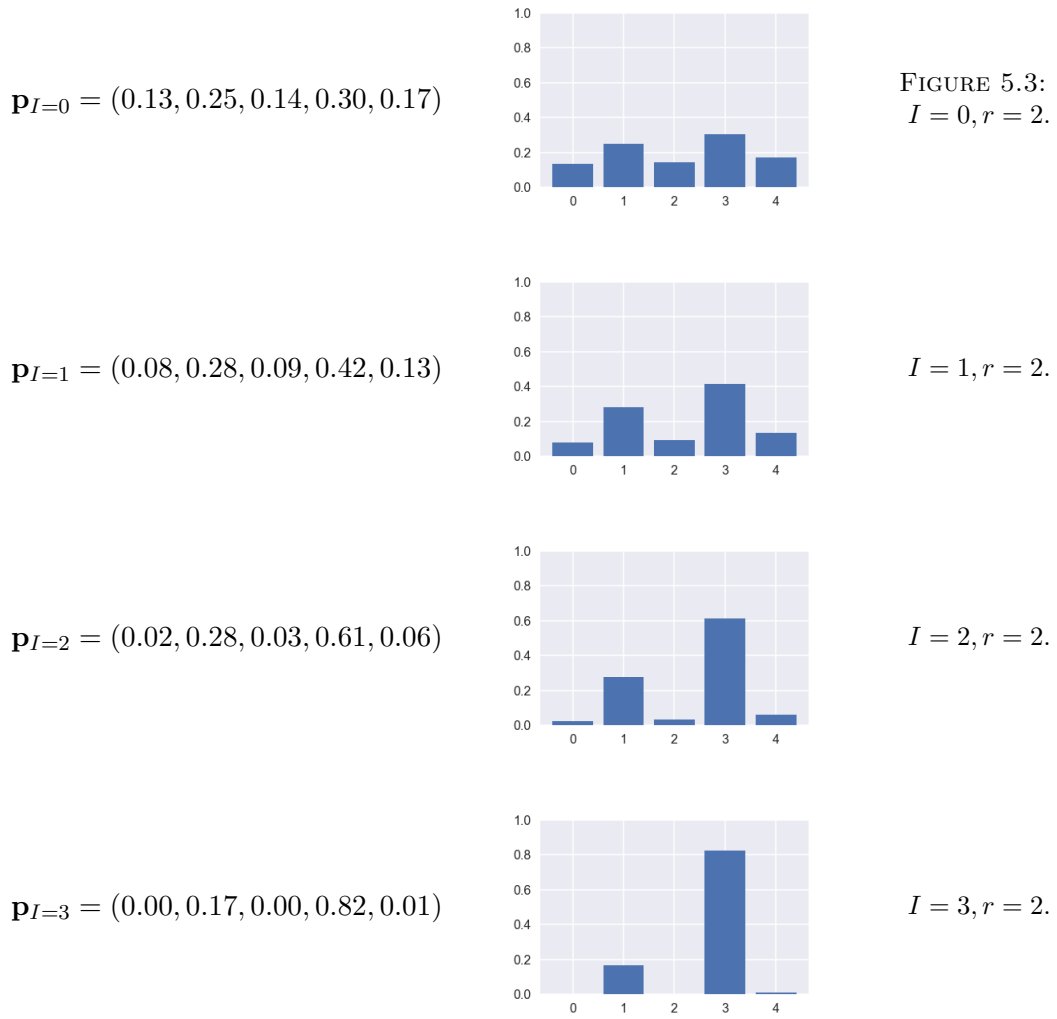 p_{I=0} = (0.13, 0.25, 0.14, 0.30, 0.17)
1.0
0.8
0.6
0.4
0.2
0.0
0 1 2 3 4
FIGURE 5.3:
I = 0, r = 2.
p_{I=1} = (0.08, 0.28, 0.09, 0.42, 0.13)
1.0
0.8
0.6
0.4
0.2
0.0
0 1 2 3 4
I = 1, r = 2.
p_{I=2} = (0.02, 0.28, 0.03, 0.61, 0.06)
1.0
0.8
0.6
0.4
0.2
0.0
0 1 2 3 4
I = 2, r = 2.
p_{I=3} = (0.00, 0.17, 0.00, 0.82, 0.01)
1.0
0.8
0.6
0.4
0.2
0.0
0 1 2 3 4
I = 3, r = 2.